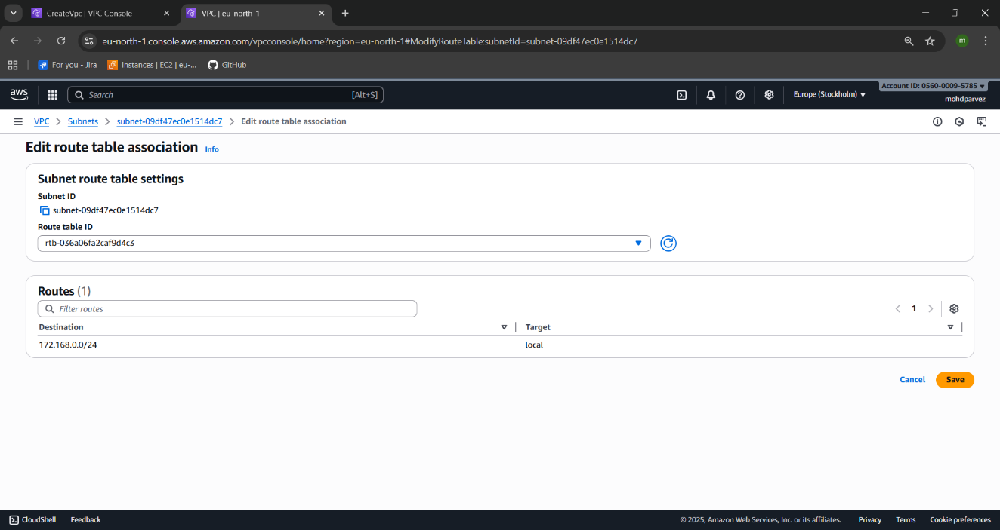 CreateVpc | VPC Console
VPC | eu-north-1
eu-north-1.console.aws.amazon.com/vpcconsole/home?region=eu-north-1#ModifyRouteTable:subnetId=subnet-09df47ec0e1514dc7
m
For you - Jira
Instances | EC2 | eu-...
GitHub
aws
Search
[Alt+S]
Europe (Stockholm)
Account ID: 0560-0009-5785
mohdparvez
VPC
Subnets
subnet-09df47ec0e1514dc7
Edit route table association
Edit route table association Info
Subnet route table settings
Subnet ID
subnet-09df47ec0e1514dc7
Route table ID
rtb-036a06fa2caf9d4c3
Routes (1)
Filter routes
1
Destination Target
172.168.0.0/24 local
Cancel Save
CloudShell Feedback © 2025, Amazon Web Services, Inc. or its affiliates. Privacy Terms Cookie preferences